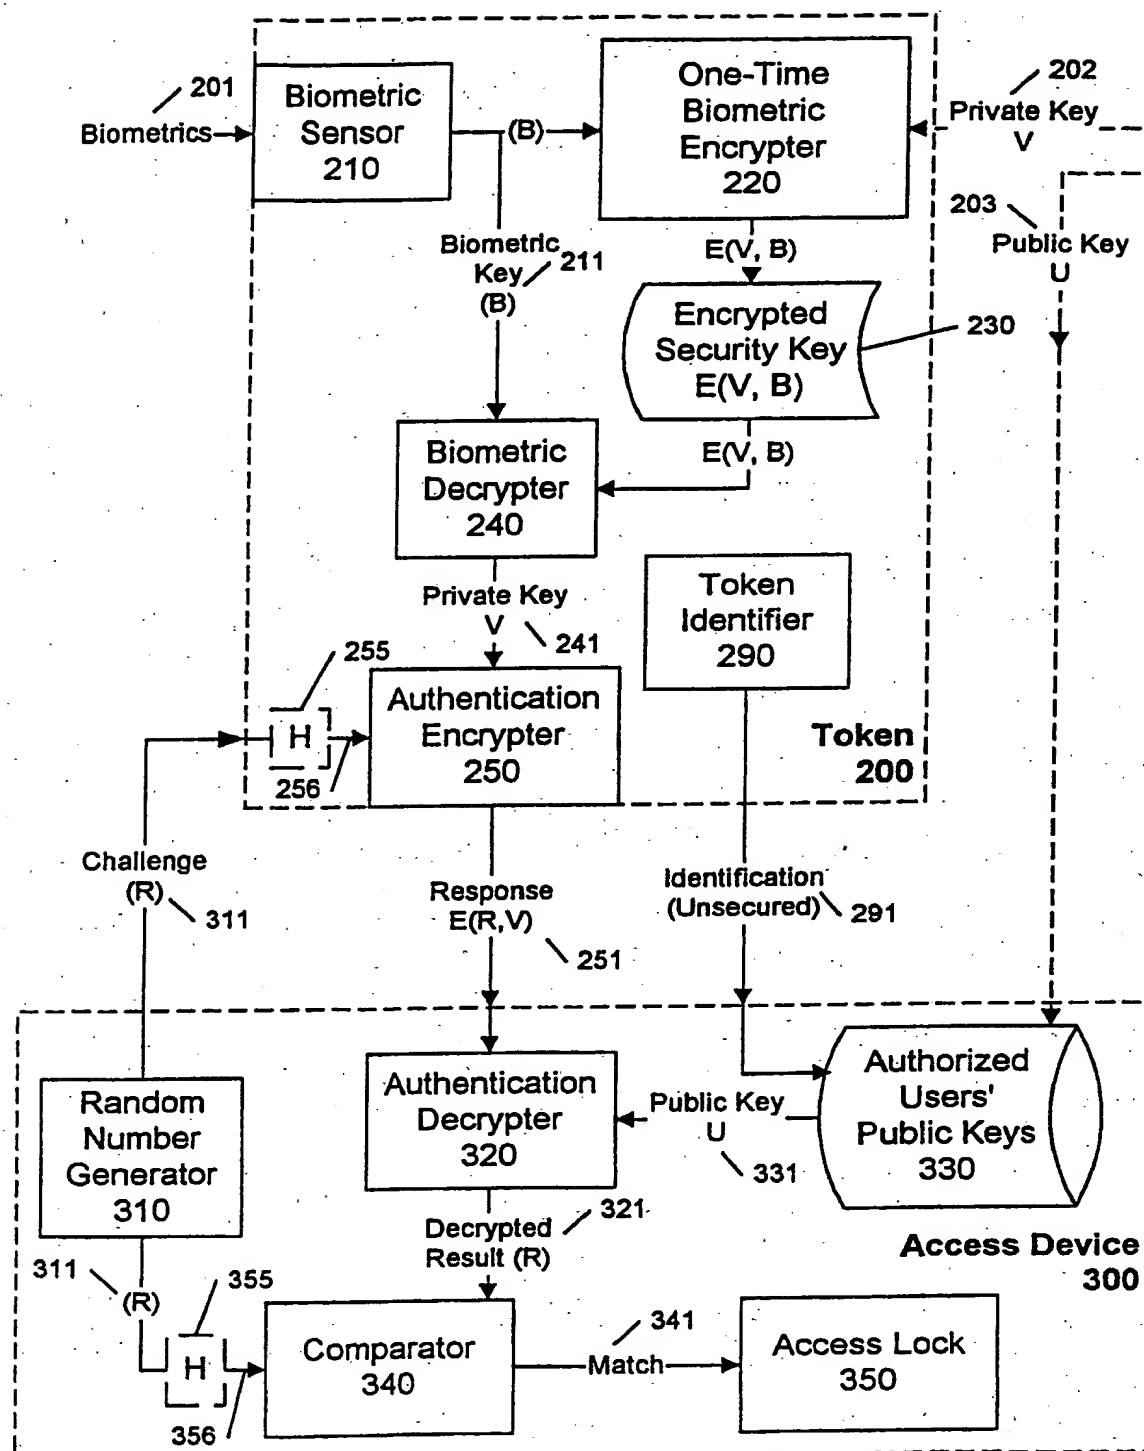 201
Biometrics
Biometric
Sensor
210
(B)
One-Time
Biometric
Encrypter
220
202
Private Key
V
203
Public Key
U
Biometric
Key
(B)
211
E(V, B)
Encrypted
Security Key
E(V, B)
230
E(V, B)
Biometric
Decrypter
240
Private Key
V
241
Token
Identifier
290
255
H
256
Authentication
Encrypter
250
Token
200
Challenge
(R)
311
Response
E(R,V)
251
Identification
(Unsecured)
291
Random
Number
Generator
310
Authentication
Decrypter
320
Public Key
U
331
Authorized
Users'
Public Keys
330
Decrypted
Result (R)
321
Access Device
300
311
(R)
355
H
356
Comparator
340
341
Match
Access Lock
350